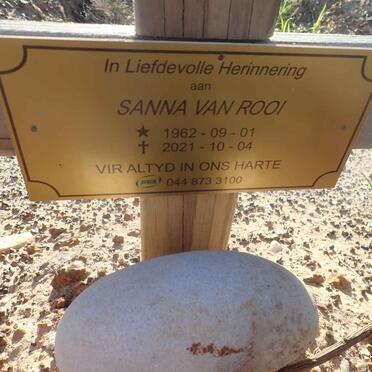 In Liefdevolle Herinnering
aan
SANNA VAN ROOI
★ 1962 - 09 - 01
✝ 2021 - 10 - 04
VIR ALTYD IN ONS HARTE
044 873 3100